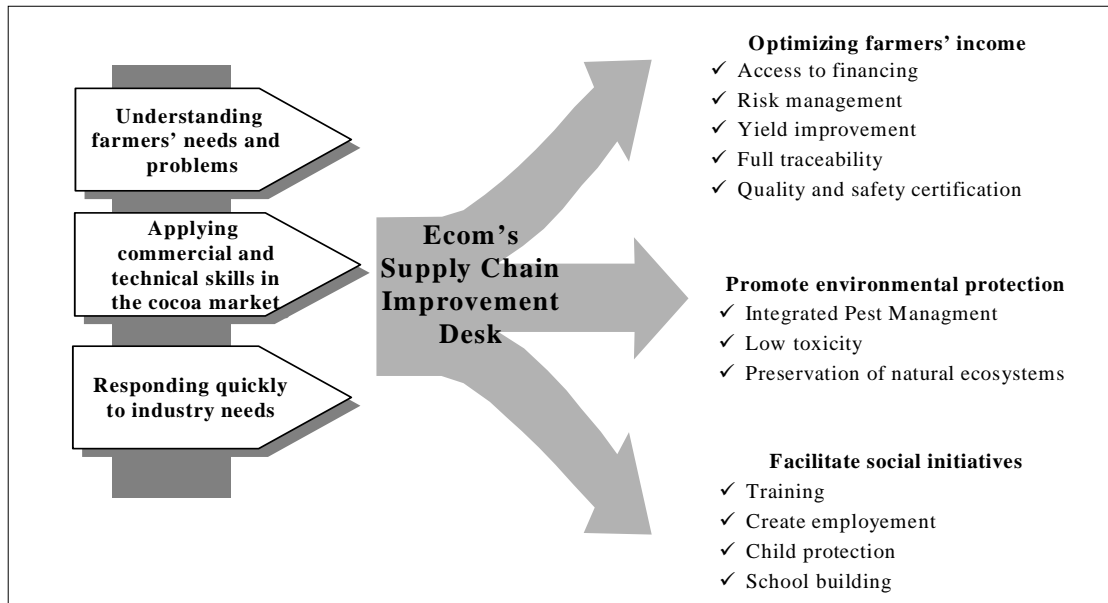 Understanding
farmers’ needs and
problems
Applying
commercial and
technical skills in
the cocoa market
Responding quickly
to industry needs
Ecom’s
Supply Chain
Improvement
Desk
Optimizing farmers’ income
✓ Access to financing
✓ Risk management
✓ Yield improvement
✓ Full traceability
✓ Quality and safety certification
Promote environmental protection
✓ Integrated Pest Managment
✓ Low toxicity
✓ Preservation of natural ecosystems
Facilitate social initiatives
✓ Training
✓ Create employement
✓ Child protection
✓ School building